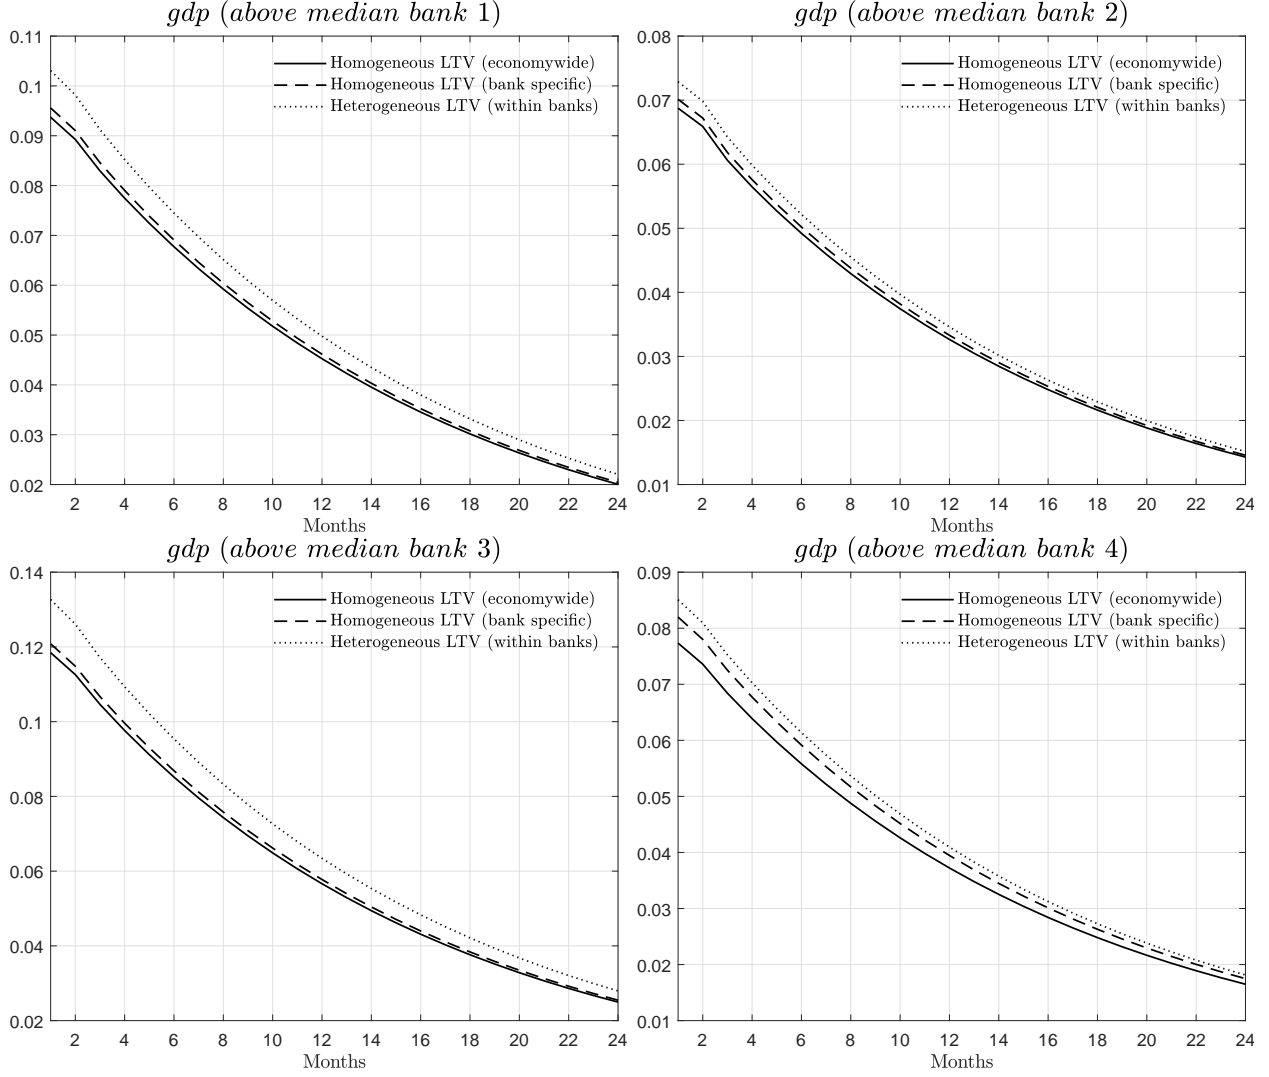 gdp (above median bank 1)
0.11
0.1
0.09
0.08
0.07
0.06
0.05
0.04
0.03
0.02
Homogeneous LTV (economywide)
Homogeneous LTV (bank specific)
Heterogeneous LTV (within banks)
2 4 6 8 10 12 14 16 18 20 22 24
Months
gdp (above median bank 2)
0.08
0.07
0.06
0.05
0.04
0.03
0.02
0.01
Homogeneous LTV (economywide)
Homogeneous LTV (bank specific)
Heterogeneous LTV (within banks)
2 4 6 8 10 12 14 16 18 20 22 24
Months
gdp (above median bank 3)
0.14
0.12
0.1
0.08
0.06
0.04
0.02
Homogeneous LTV (economywide)
Homogeneous LTV (bank specific)
Heterogeneous LTV (within banks)
2 4 6 8 10 12 14 16 18 20 22 24
Months
gdp (above median bank 4)
0.09
0.08
0.07
0.06
0.05
0.04
0.03
0.02
0.01
Homogeneous LTV (economywide)
Homogeneous LTV (bank specific)
Heterogeneous LTV (within banks)
2 4 6 8 10 12 14 16 18 20 22 24
Months